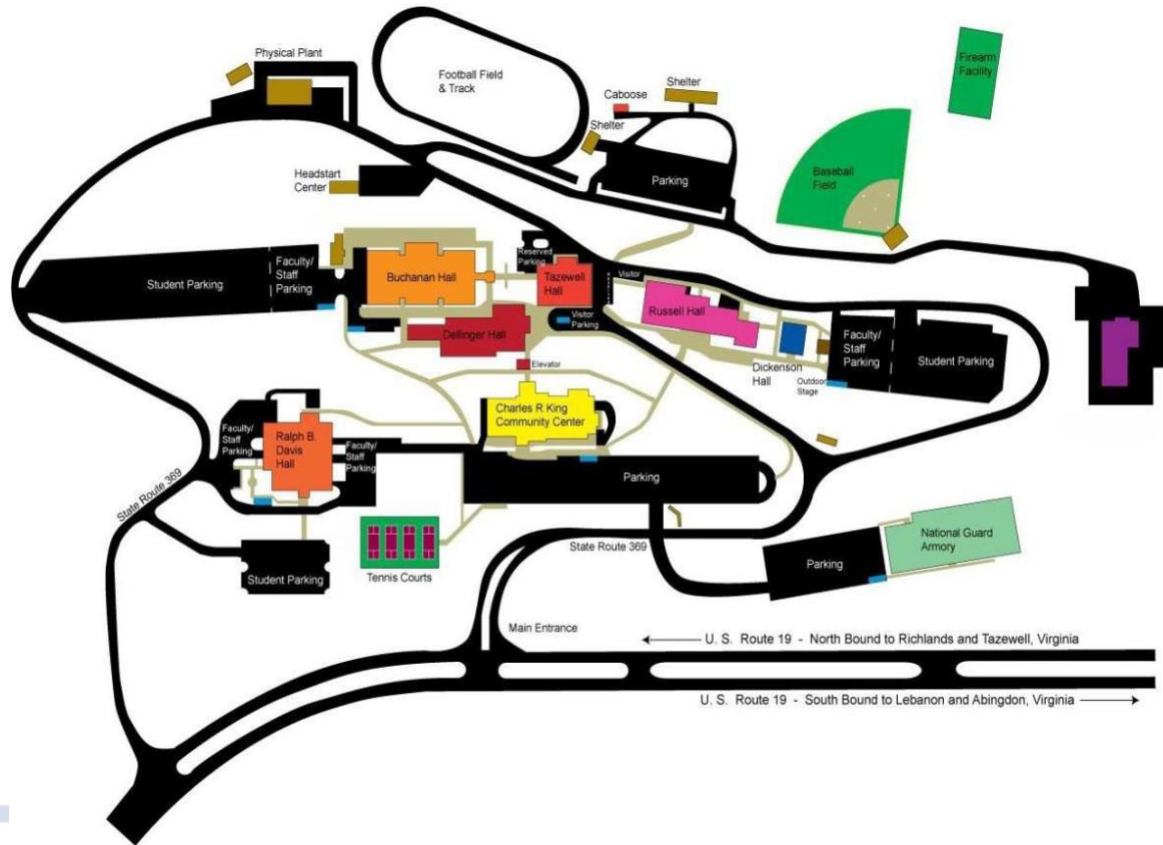 Physical Plant
Football Field
& Track
Firearm
Facility
Shelter
Caboose
Shelter
Parking
Baseball
Field
Headstart
Center
Reserved
Parking
Student Parking
Faculty/
Staff
Parking
Buchanan Hall
Tazewell
Hall
Visitor
Visitor
Parking
Russell Hall
Dellinger Hall
Elevator
Dickenson
Hall
Outdoor
Stage
Faculty/
Staff
Parking
Student Parking
Charles R King
Community Center
Faculty/
Staff
Parking
Ralph B.
Davis
Hall
Faculty/
Staff
Parking
Parking
State Route 369
State Route 369
National Guard
Armory
Parking
Student Parking
Tennis Courts
Main Entrance
U. S. Route 19 - North Bound to Richlands and Tazewell, Virginia
U. S. Route 19 - South Bound to Lebanon and Abingdon, Virginia